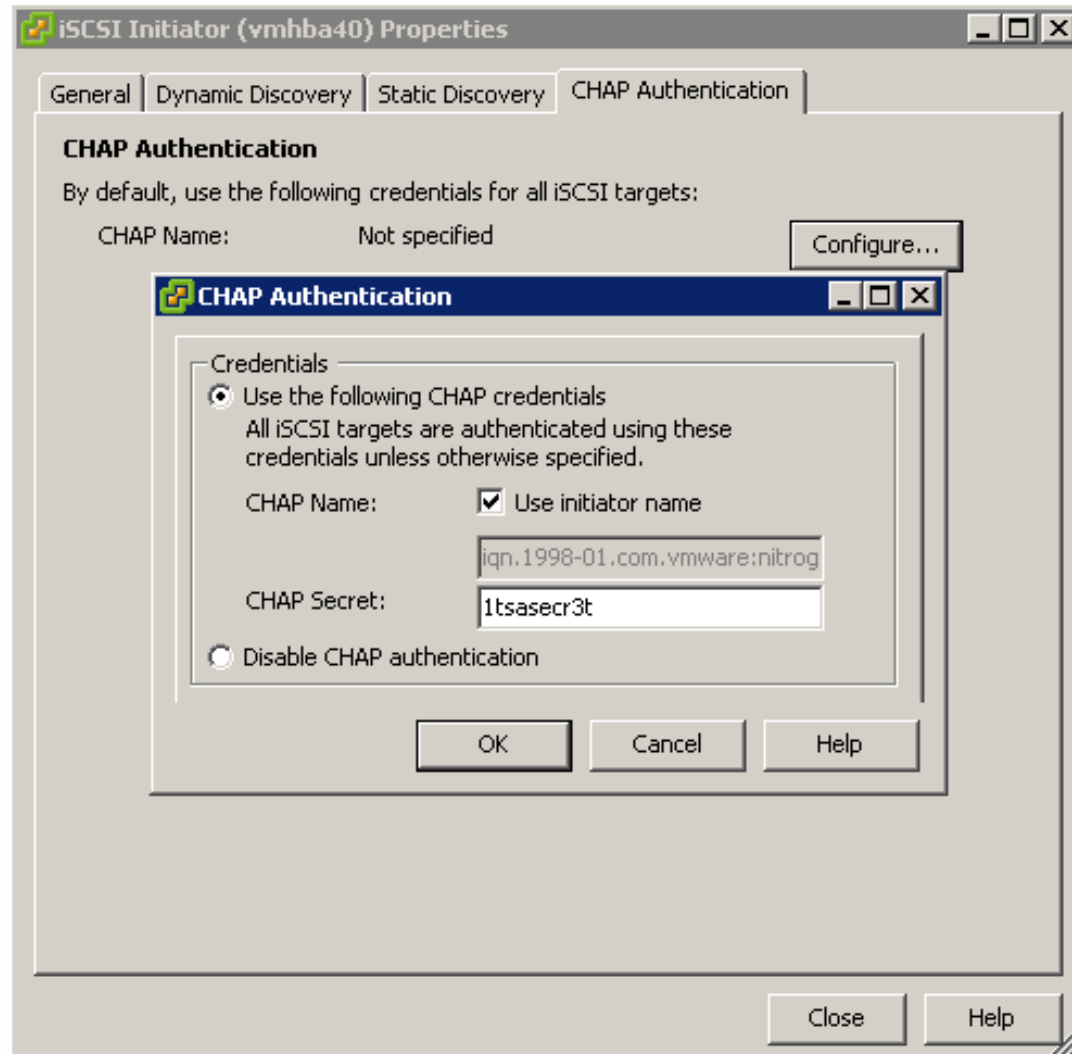 iSCSI Initiator (vmhba40) Properties
General Dynamic Discovery Static Discovery CHAP Authentication
CHAP Authentication
By default, use the following credentials for all iSCSI targets:
CHAP Name: Not specified Configure...
CHAP Authentication
Credentials
Use the following CHAP credentials
All iSCSI targets are authenticated using these
credentials unless otherwise specified.
CHAP Name: Use initiator name
iqn.1998-01.com.vmware:nitrog
CHAP Secret: 1tsasecr3t
Disable CHAP authentication
OK Cancel Help
Close Help